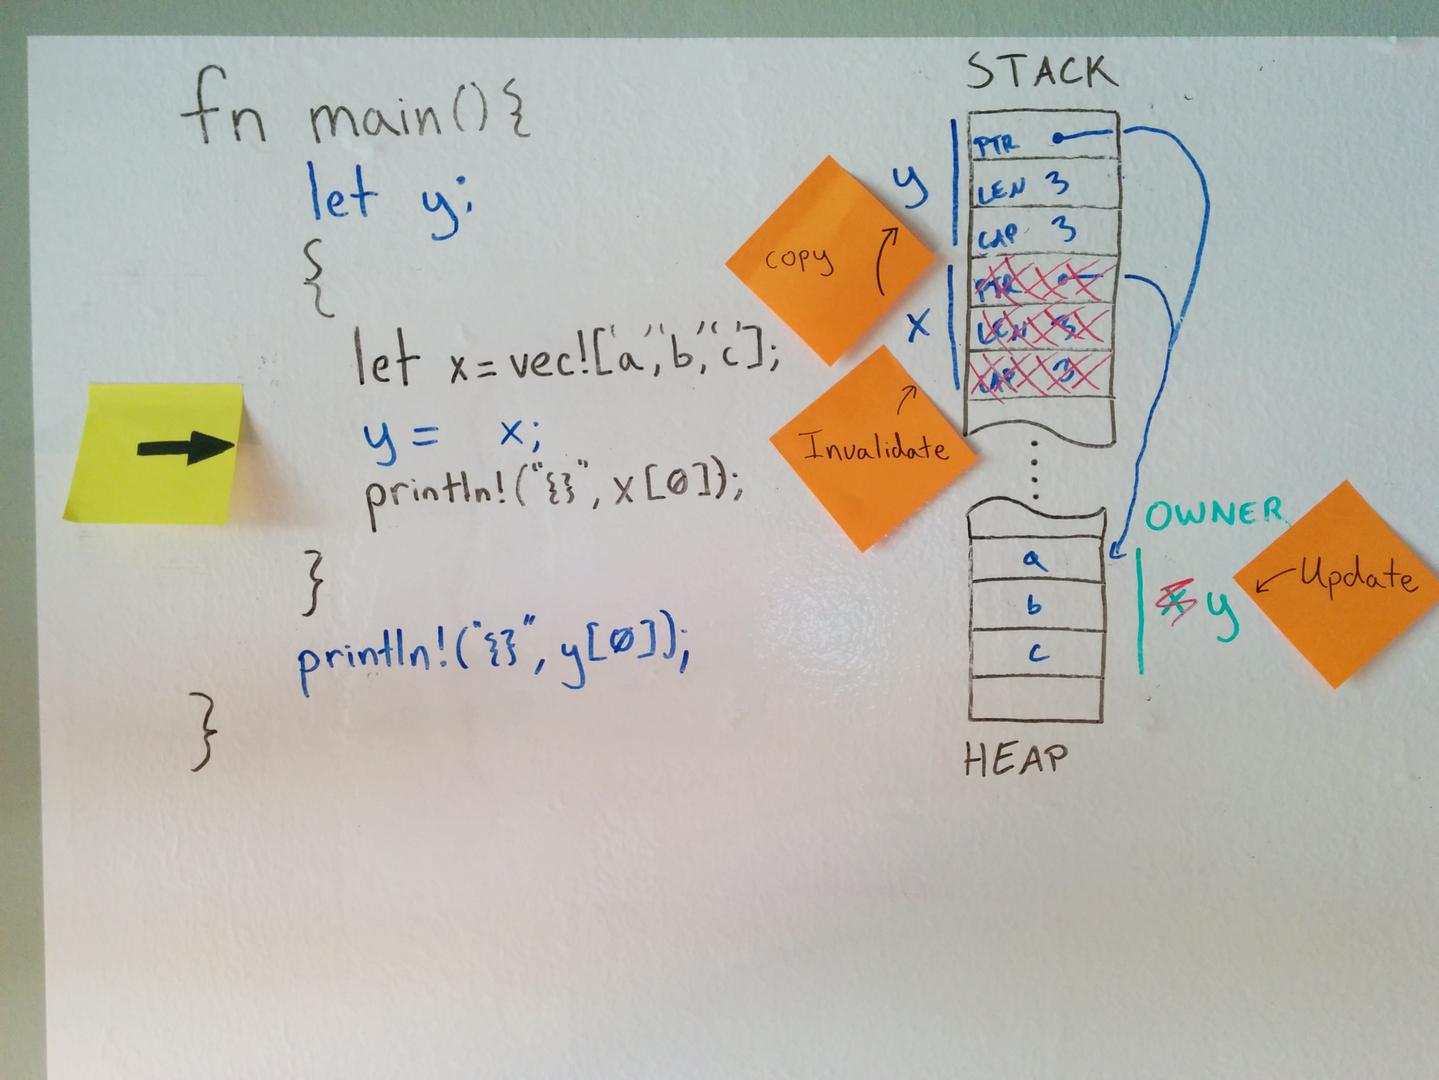 fn main(){
let y;
{
let x=vec!['a','b','c'];
y = x;
println!("{}", x[0]);
}
println!("{}", y[0]);
}
STACK
y
PTR
LEN 3
CAP 3
x
PTR
LEN 3
CAP 3
copy
Invalidate
OWNER
a
b
c
x y
Update
HEAP